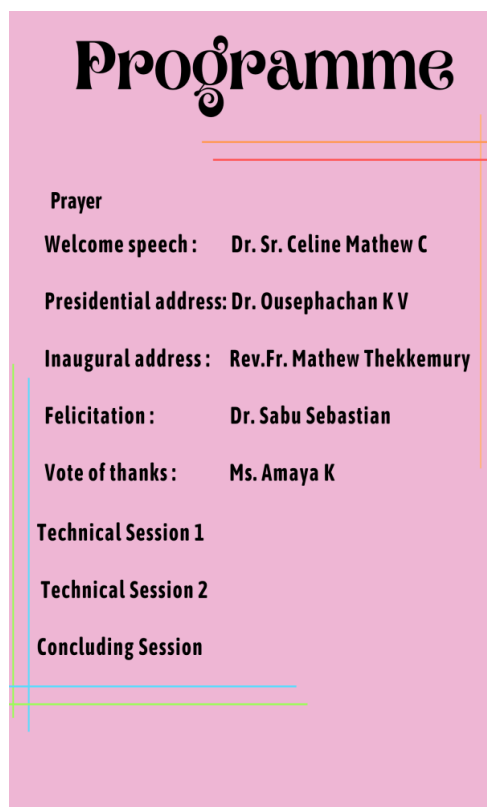 Programme
Prayer
Welcome speech : Dr. Sr. Celine Mathew C
Presidential address: Dr. Ousephachan K V
Inaugural address : Rev.Fr. Mathew Thekkemury
Felicitation : Dr. Sabu Sebastian
Vote of thanks : Ms. Amaya K
Technical Session 1
Technical Session 2
Concluding Session